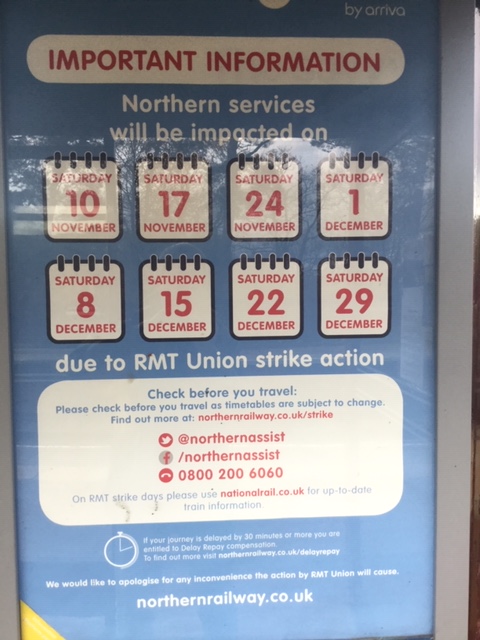 by arriva
IMPORTANT INFORMATION
Northern services
will be impacted on
SATURDAY
10
NOVEMBER
SATURDAY
17
NOVEMBER
SATURDAY
24
NOVEMBER
SATURDAY
1
DECEMBER
SATURDAY
8
DECEMBER
SATURDAY
15
DECEMBER
SATURDAY
22
DECEMBER
SATURDAY
29
DECEMBER
due to RMT Union strike action
Check before you travel:
Please check before you travel as timetables are subject to change.
Find out more at: northernrailway.co.uk/strike
@northernassist
/northernassist
0800 200 6060
On RMT strike days please use nationalrail.co.uk for up-to-date
train information.
If your journey is delayed by 30 minutes or more you are
entitled to Delay Repay compensation.
To find out more visit northernrailway.co.uk/delayrepay
We would like to apologise for any inconvenience the action by RMT Union will cause.
northernrailway.co.uk